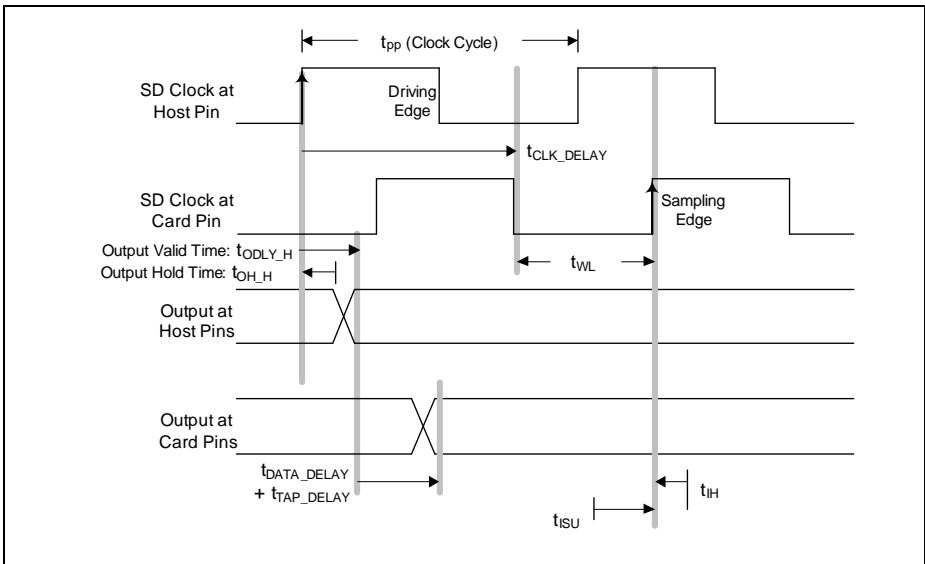 tpp (Clock Cycle)
SD Clock at
Host Pin
Driving
Edge
tCLK_DELAY
SD Clock at
Card Pin
Sampling
Edge
Output Valid Time: tODLY_H
Output Hold Time: tOH_H
tWL
Output at
Host Pins
Output at
Card Pins
tDATA_DELAY
+ tTAP_DELAY
tIH
tISU